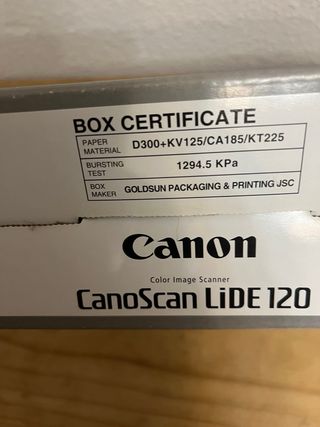 BOX CERTIFICATE
PAPER MATERIAL D300+KV125/CA185/KT225
BURSTING TEST 1294.5 KPa
BOX MAKER GOLDSUN PACKAGING & PRINTING JSC
Canon
Color Image Scanner
CanoScan LiDE 120